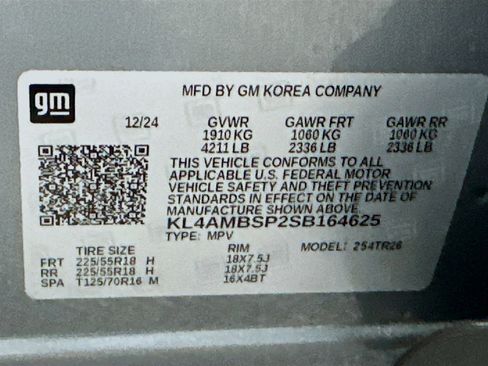 gm
MFD BY GM KOREA COMPANY
12/24 GVWR GAWR FRT GAWR RR
1910 KG 1060 KG 1060 KG
4211 LB 2336 LB 2336 LB
THIS VEHICLE CONFORMS TO ALL
APPLICABLE U.S. FEDERAL MOTOR
VEHICLE SAFETY AND THEFT PREVENTION
STANDARDS IN EFFECT ON THE DATE OF
MANUFACTURE SHOWN ABOVE.
KL4AMBSP2SB164625
TYPE: MPV MODEL: 2S4TR26
TIRE SIZE RIM
FRT 225/55R18 H 18X7.5J
RR 225/55R18 H 18X7.5J
SPA T125/70R16 M 16X4BT